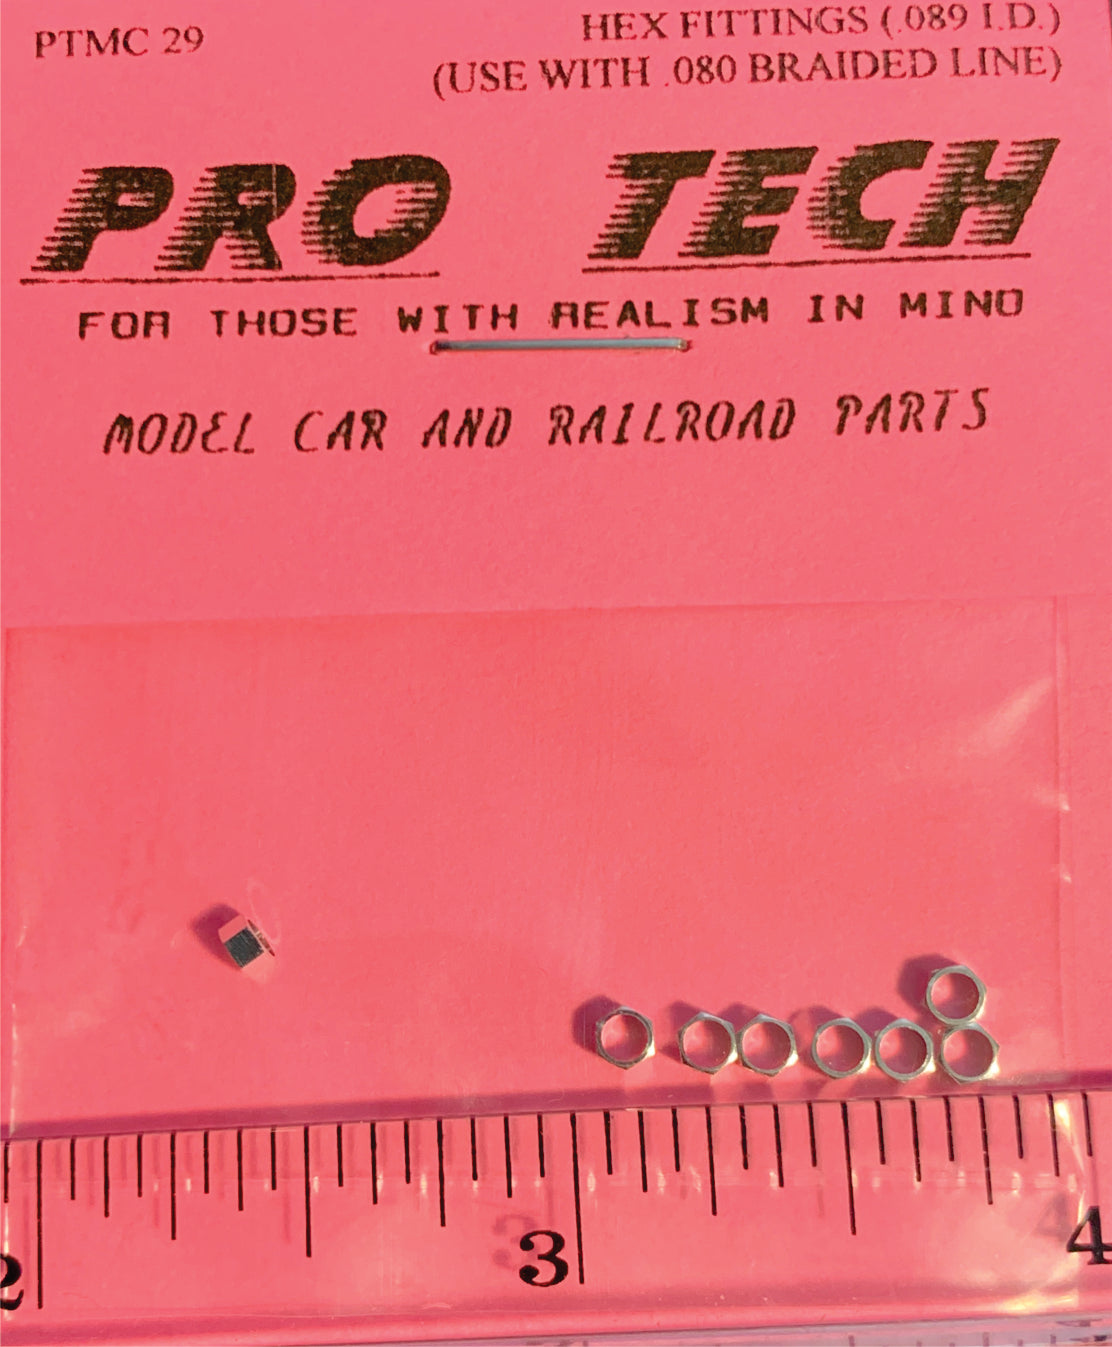 PTMC 29
HEX FITTINGS (.089 I.D.)
(USE WITH .080 BRAIDED LINE)
PRO TECH
FOR THOSE WITH REALISM IN MIND
MODEL CAR AND RAILROAD PARTS
2 3 4